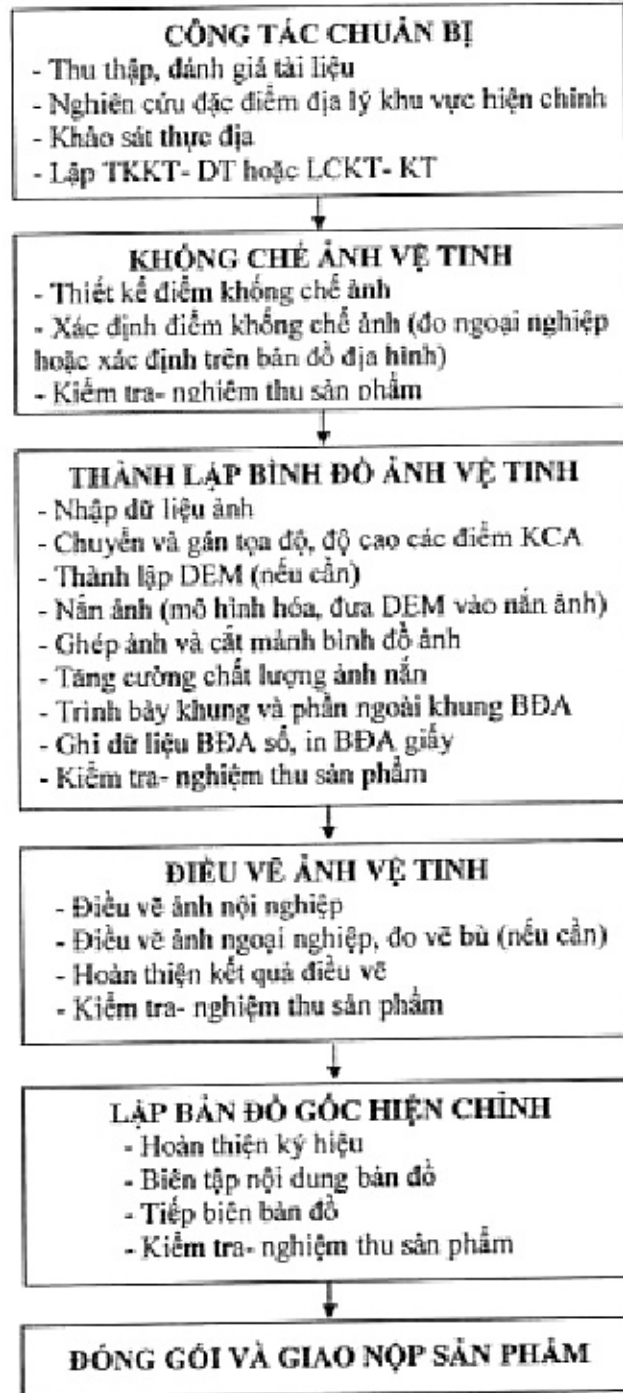 CÔNG TÁC CHUẨN BỊ
- Thu thập, đánh giá tài liệu
- Nghiên cứu đặc điểm địa lý khu vực hiện chỉnh
- Khảo sát thực địa
- Lập TKKT- DT hoặc LCKT- KT
KHỐNG CHẾ ẢNH VỆ TINH
- Thiết kế điểm khống chế ảnh
- Xác định điểm khống chế ảnh (đo ngoại nghiệp
hoặc xác định trên bản đồ địa hình)
- Kiểm tra- nghiệm thu sản phẩm
THÀNH LẬP BÌNH ĐỒ ẢNH VỆ TINH
- Nhập dữ liệu ảnh
- Chuyển và gán tọa độ, độ cao các điểm KCA
- Thành lập DEM (nếu cần)
- Nắn ảnh (mô hình hóa, đưa DEM vào nắn ảnh)
- Ghép ảnh và cắt mảnh bình đồ ảnh
- Tăng cường chất lượng ảnh nắn
- Trình bày khung và phần ngoài khung BĐA
- Ghi dữ liệu BĐA số, in BĐA giấy
- Kiểm tra- nghiệm thu sản phẩm
ĐIỀU VẼ ẢNH VỆ TINH
- Điều vẽ ảnh nội nghiệp
- Điều vẽ ảnh ngoại nghiệp, đo vẽ bù (nếu cần)
- Hoàn thiện kết quả điều vẽ
- Kiểm tra- nghiệm thu sản phẩm
LẬP BẢN ĐỒ GỐC HIỆN CHỈNH
- Hoàn thiện ký hiệu
- Biên tập nội dung bản đồ
- Tiếp biên bản đồ
- Kiểm tra- nghiệm thu sản phẩm
ĐÓNG GÓI VÀ GIAO NỘP SẢN PHẨM